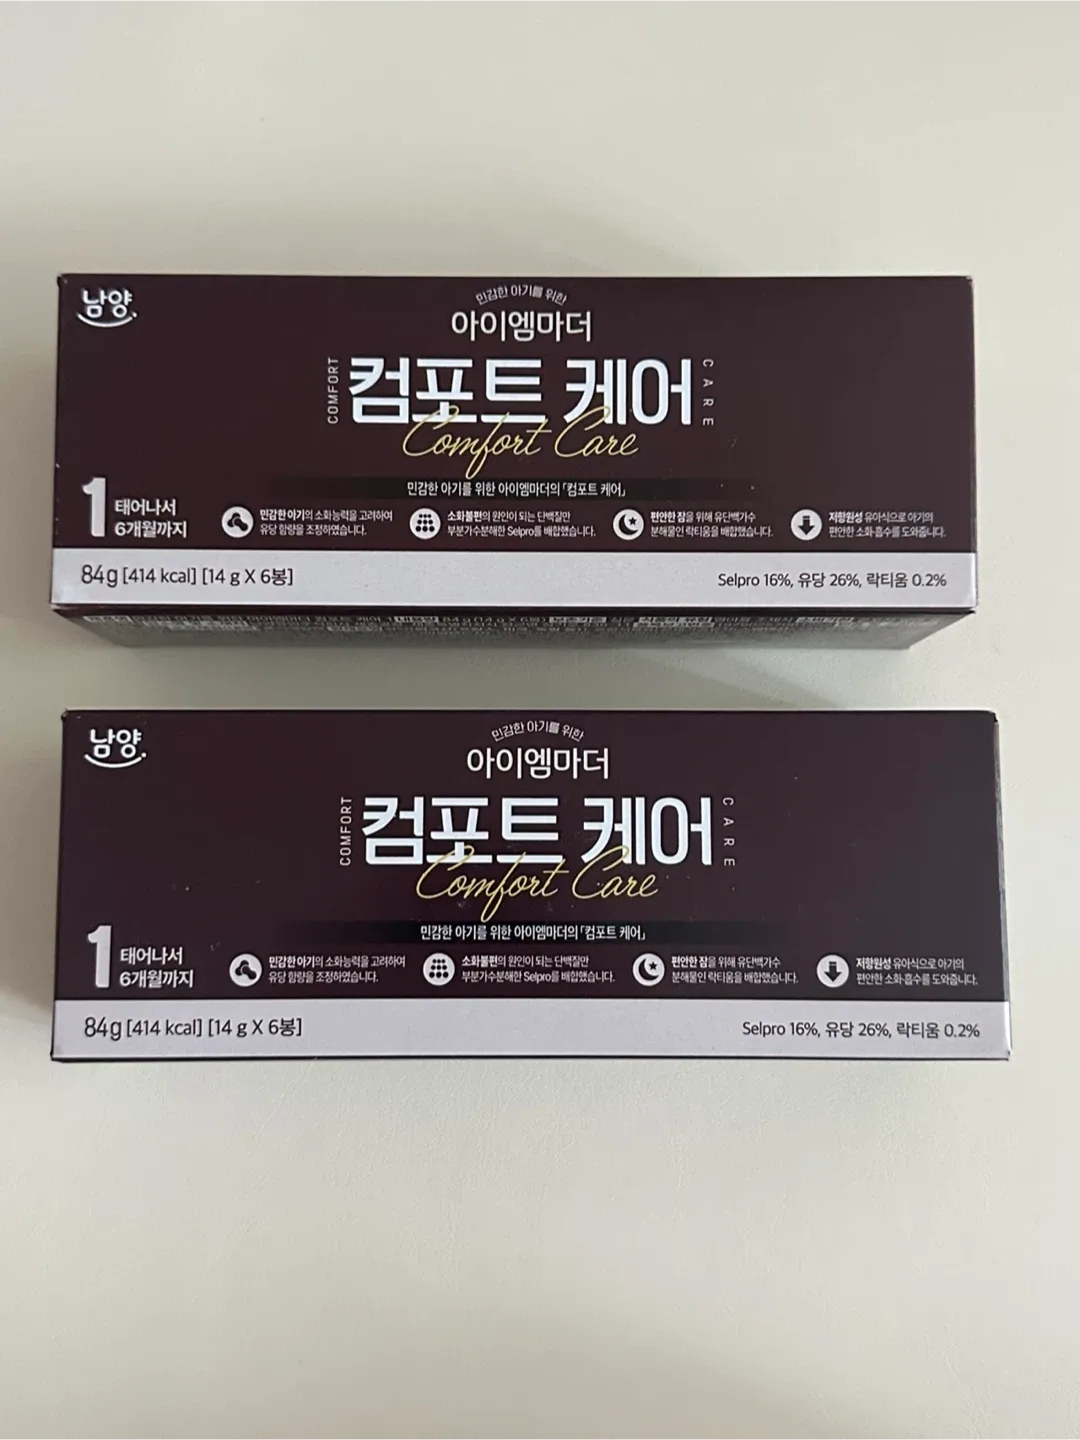 남양
민감한 아기를 위한
아이엠마더
COMFORT
컴포트 케어
CARE
Comfort Care
민감한 아기를 위한 아이엠마더의 「컴포트 케어」
1 태어나서
6개월까지
민감한 아기의 소화능력을 고려하여
유당 함량을 조정하였습니다.
소화불편의 원인이 되는 단백질만
부분가수분해한 Selpro를 배합했습니다.
편안한 잠을 위해 유단백가수
분해물인 락티움을 배합했습니다.
저항원성 유아식으로 아기의
편안한 소화·흡수를 도와줍니다.
84g [414 kcal] [14 g X 6봉]
Selpro 16%, 유당 26%, 락티움 0.2%
남양
민감한 아기를 위한
아이엠마더
COMFORT
컴포트 케어
CARE
Comfort Care
민감한 아기를 위한 아이엠마더의 「컴포트 케어」
1 태어나서
6개월까지
민감한 아기의 소화능력을 고려하여
유당 함량을 조정하였습니다.
소화불편의 원인이 되는 단백질만
부분가수분해한 Selpro를 배합했습니다.
편안한 잠을 위해 유단백가수
분해물인 락티움을 배합했습니다.
저항원성 유아식으로 아기의
편안한 소화·흡수를 도와줍니다.
84g [414 kcal] [14 g X 6봉]
Selpro 16%, 유당 26%, 락티움 0.2%